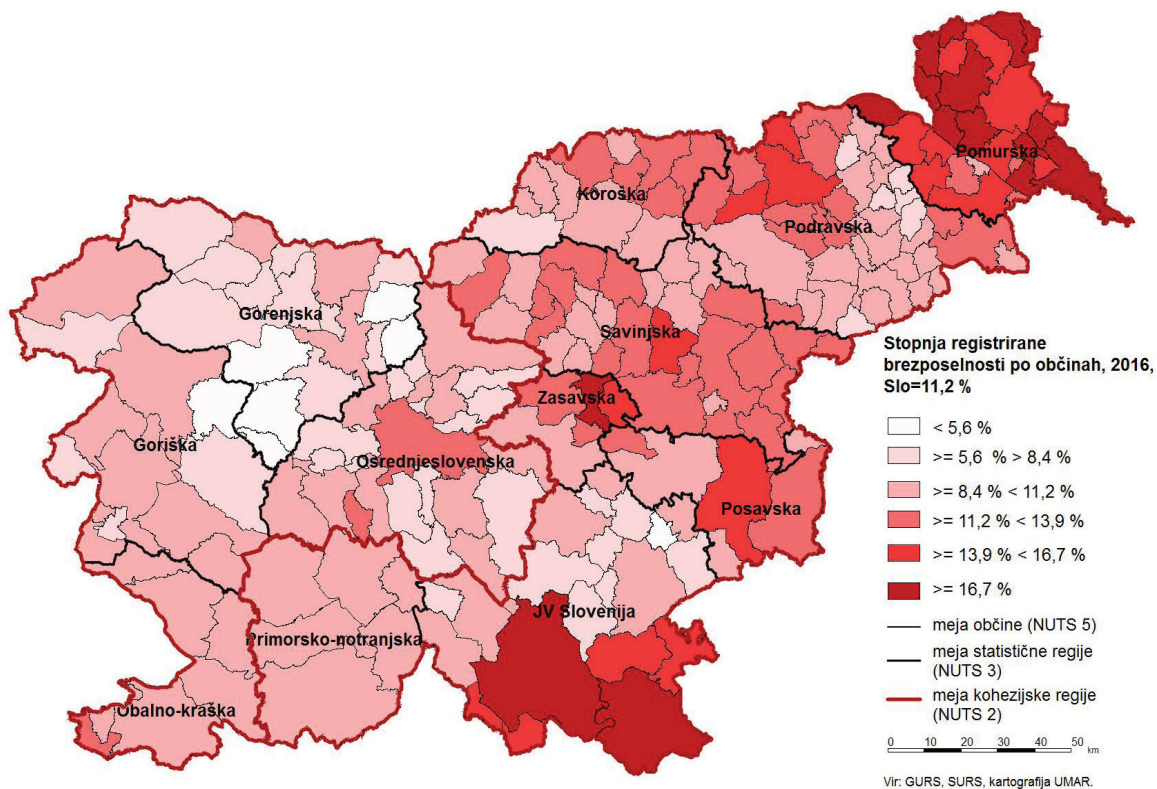 Pomurska
Koroška
Podravska
Gorenjska
Savinjska
Zasavska
Goriška
Osrednjeslovenska
Posavska
JV Slovenija
Primorsko-notranjska
Obalno-kraška
Stopnja registrirane
brezposelnosti po občinah, 2016,
Slo=11,2 %
< 5,6 %
>= 5,6 % > 8,4 %
>= 8,4 % < 11,2 %
>= 11,2 % < 13,9 %
>= 13,9 % < 16,7 %
>= 16,7 %
meja občine (NUTS 5)
meja statistične regije
(NUTS 3)
meja kohezijske regije
(NUTS 2)
0 10 20 30 40 50
km
Vir: GURS, SURS, kartografija UMAR.